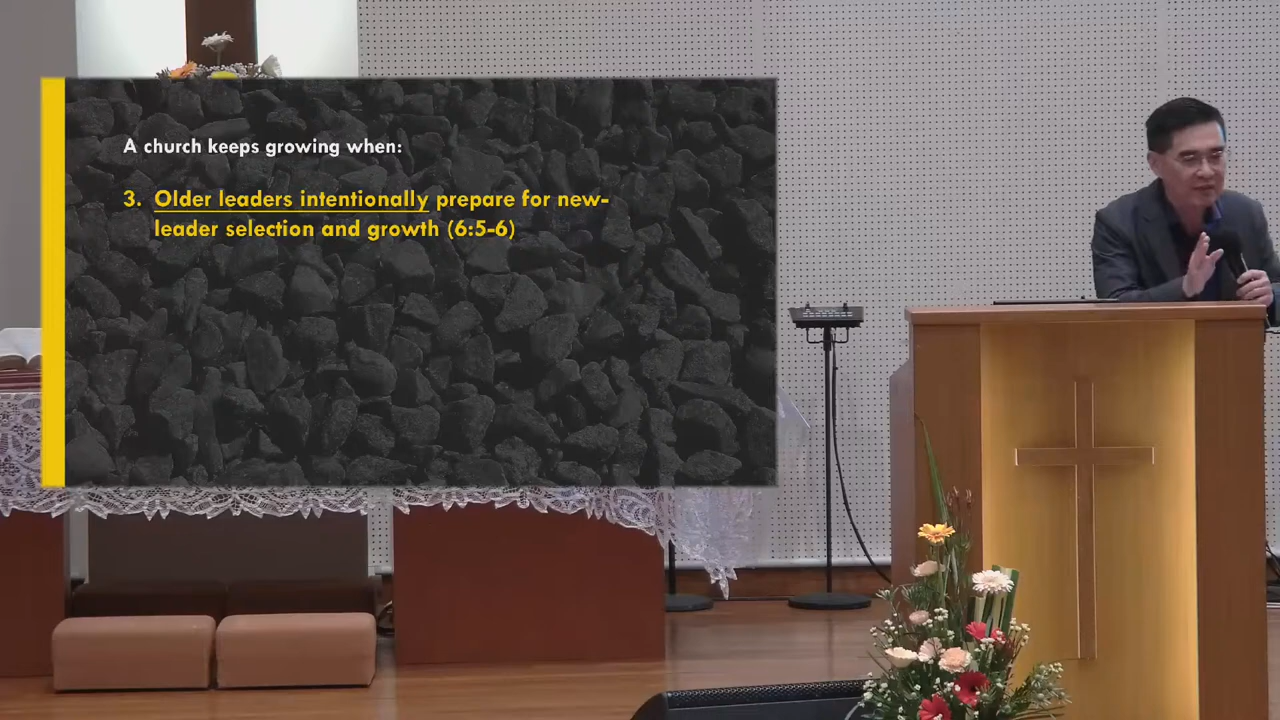 A church keeps growing when:
3. Older leaders intentionally prepare for new-
leader selection and growth (6:5-6)